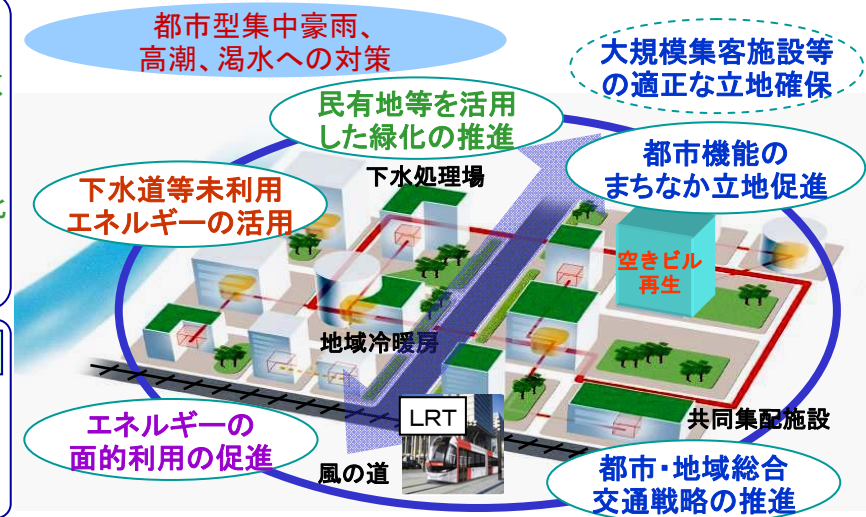 都市型集中豪雨、
高潮、渇水への対策
大規模集客施設等
の適正な立地確保
民有地等を活用
した緑化の推進
都市機能の
まちなか立地促進
下水処理場
下水道等未利用
エネルギーの活用
空きビル
再生
地域冷暖房
エネルギーの
面的利用の促進
LRT
共同集配施設
風の道
都市・地域総合
交通戦略の推進